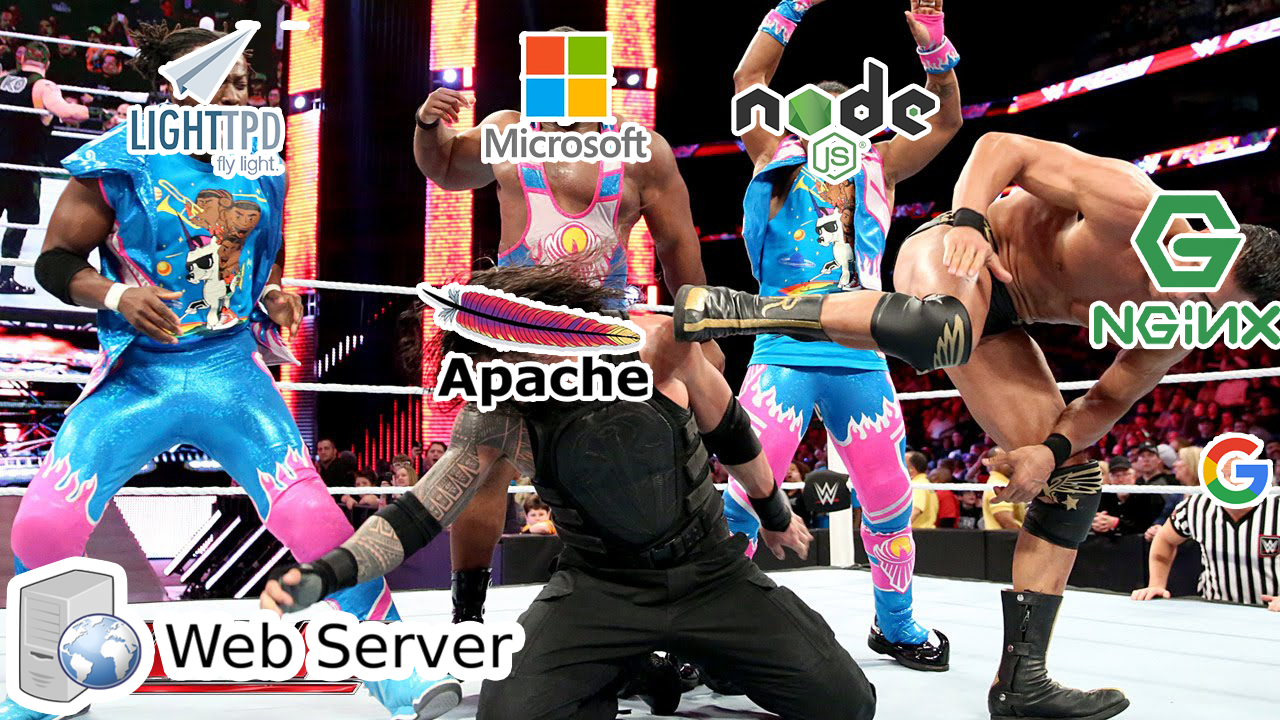 LIGHTTPD
fly light.
Microsoft
node
JS
®
NGiNX
Apache
G
W
Web Server